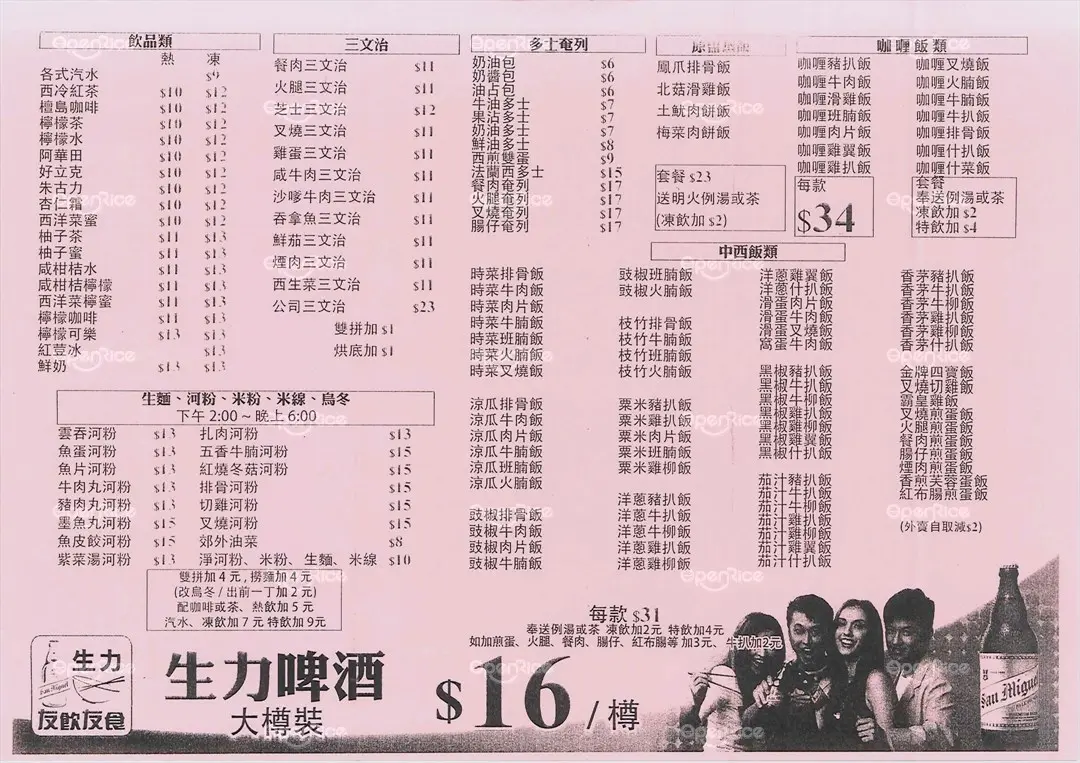 飲品類
熱 凍
各式汽水 $9
西冷紅茶 $10 $12
檀島咖啡 $10 $12
檸檬茶 $10 $12
檸檬水 $10 $12
阿華田 $10 $12
好立克 $10 $12
朱古力 $10 $12
杏仁霜 $10 $12
西洋菜蜜 $10 $12
柚子茶 $11 $13
柚子蜜 $11 $13
咸柑桔水 $11 $13
咸柑桔檸檬 $11 $13
西洋菜檸蜜 $11 $13
檸檬咖啡 $11 $13
檸檬可樂 $13 $13
紅荳冰 $13
鮮奶 $13 $13
三文治
餐肉三文治 $11
火腿三文治 $11
芝士三文治 $12
叉燒三文治 $11
雞蛋三文治 $11
咸牛肉三文治 $11
沙嗲牛肉三文治 $11
吞拿魚三文治 $11
鮮茄三文治 $11
煙肉三文治 $11
西生菜三文治 $11
公司三文治 $23
雙拼加 $1
烘底加 $1
多士奄列
奶油包 $6
奶醬包 $6
油占包 $6
牛油多士 $7
果沾多士 $7
奶油多士 $7
鮮油多士 $8
西煎雙蛋 $9
法蘭西多士 $15
餐肉奄列 $17
火腿奄列 $17
叉燒奄列 $17
腸仔奄列 $17
鳳爪排骨飯
北菇滑雞飯
土魷肉餅飯
梅菜肉餅飯
套餐 $23
送明火例湯或茶
(凍飲加 $2)
咖喱飯類
咖喱豬扒飯 咖喱叉燒飯
咖喱牛肉飯 咖喱火腩飯
咖喱滑雞飯 咖喱牛腩飯
咖喱班腩飯 咖喱牛扒飯
咖喱肉片飯 咖喱排骨飯
咖喱雞翼飯 咖喱什扒飯
咖喱雞扒飯 咖喱什菜飯
每款
$34
套餐
奉送例湯或茶
凍飲加 $2
特飲加 $4
中西飯類
時菜排骨飯
時菜牛肉飯
時菜肉片飯
時菜牛腩飯
時菜班腩飯
時菜火腩飯
時菜叉燒飯
涼瓜排骨飯
涼瓜牛肉飯
涼瓜肉片飯
涼瓜牛腩飯
涼瓜班腩飯
涼瓜火腩飯
豉椒排骨飯
豉椒牛肉飯
豉椒肉片飯
豉椒牛腩飯
豉椒班腩飯
豉椒火腩飯
枝竹排骨飯
枝竹牛腩飯
枝竹班腩飯
枝竹火腩飯
粟米豬扒飯
粟米雞扒飯
粟米肉片飯
粟米班腩飯
粟米雞柳飯
洋蔥豬扒飯
洋蔥牛扒飯
洋蔥牛柳飯
洋蔥雞扒飯
洋蔥雞柳飯
洋蔥雞翼飯
洋蔥什扒飯
滑蛋肉片飯
滑蛋牛肉飯
滑蛋叉燒飯
窩蛋牛肉飯
黑椒豬扒飯
黑椒牛扒飯
黑椒牛柳飯
黑椒雞扒飯
黑椒雞柳飯
黑椒雞翼飯
黑椒什扒飯
茄汁豬扒飯
茄汁牛扒飯
茄汁牛柳飯
茄汁雞扒飯
茄汁雞柳飯
茄汁雞翼飯
茄汁什扒飯
香茅豬扒飯
香茅牛扒飯
香茅牛柳飯
香茅雞扒飯
香茅雞柳飯
香茅什扒飯
金牌四寶飯
叉燒切雞飯
霸皇雞飯
叉燒煎蛋飯
火腿煎蛋飯
餐肉煎蛋飯
腸仔煎蛋飯
煙肉煎蛋飯
香煎芙蓉蛋飯
紅布腸煎蛋飯
(外賣自取減$2)
生麵、河粉、米粉、米線、烏冬
下午 2:00 ~ 晚上 6:00
雲吞河粉 $13 扎肉河粉 $13
魚蛋河粉 $13 五香牛腩河粉 $15
魚片河粉 $13 紅燒冬菇河粉 $15
牛肉丸河粉 $13 排骨河粉 $15
豬肉丸河粉 $13 切雞河粉 $15
墨魚丸河粉 $15 叉燒河粉 $15
魚皮餃河粉 $15 郊外油菜 $8
紫菜湯河粉 $13 淨河粉、米粉、生麵、米線 $10
雙拼加 4 元 , 撈麵加 4 元
(改烏冬 / 出前一丁加 2 元)
配咖啡或茶、熱飲加 5 元
汽水、凍飲加 7 元 特飲加 9元
每款 $31
奉送例湯或茶 凍飲加2元 特飲加4元
如加煎蛋、火腿、餐肉、腸仔、紅布腸等 加3元、牛扒加2元
生力
San Miguel
友飲友食
生力啤酒
大樽裝
$16 / 樽
San Miguel
OpenRice